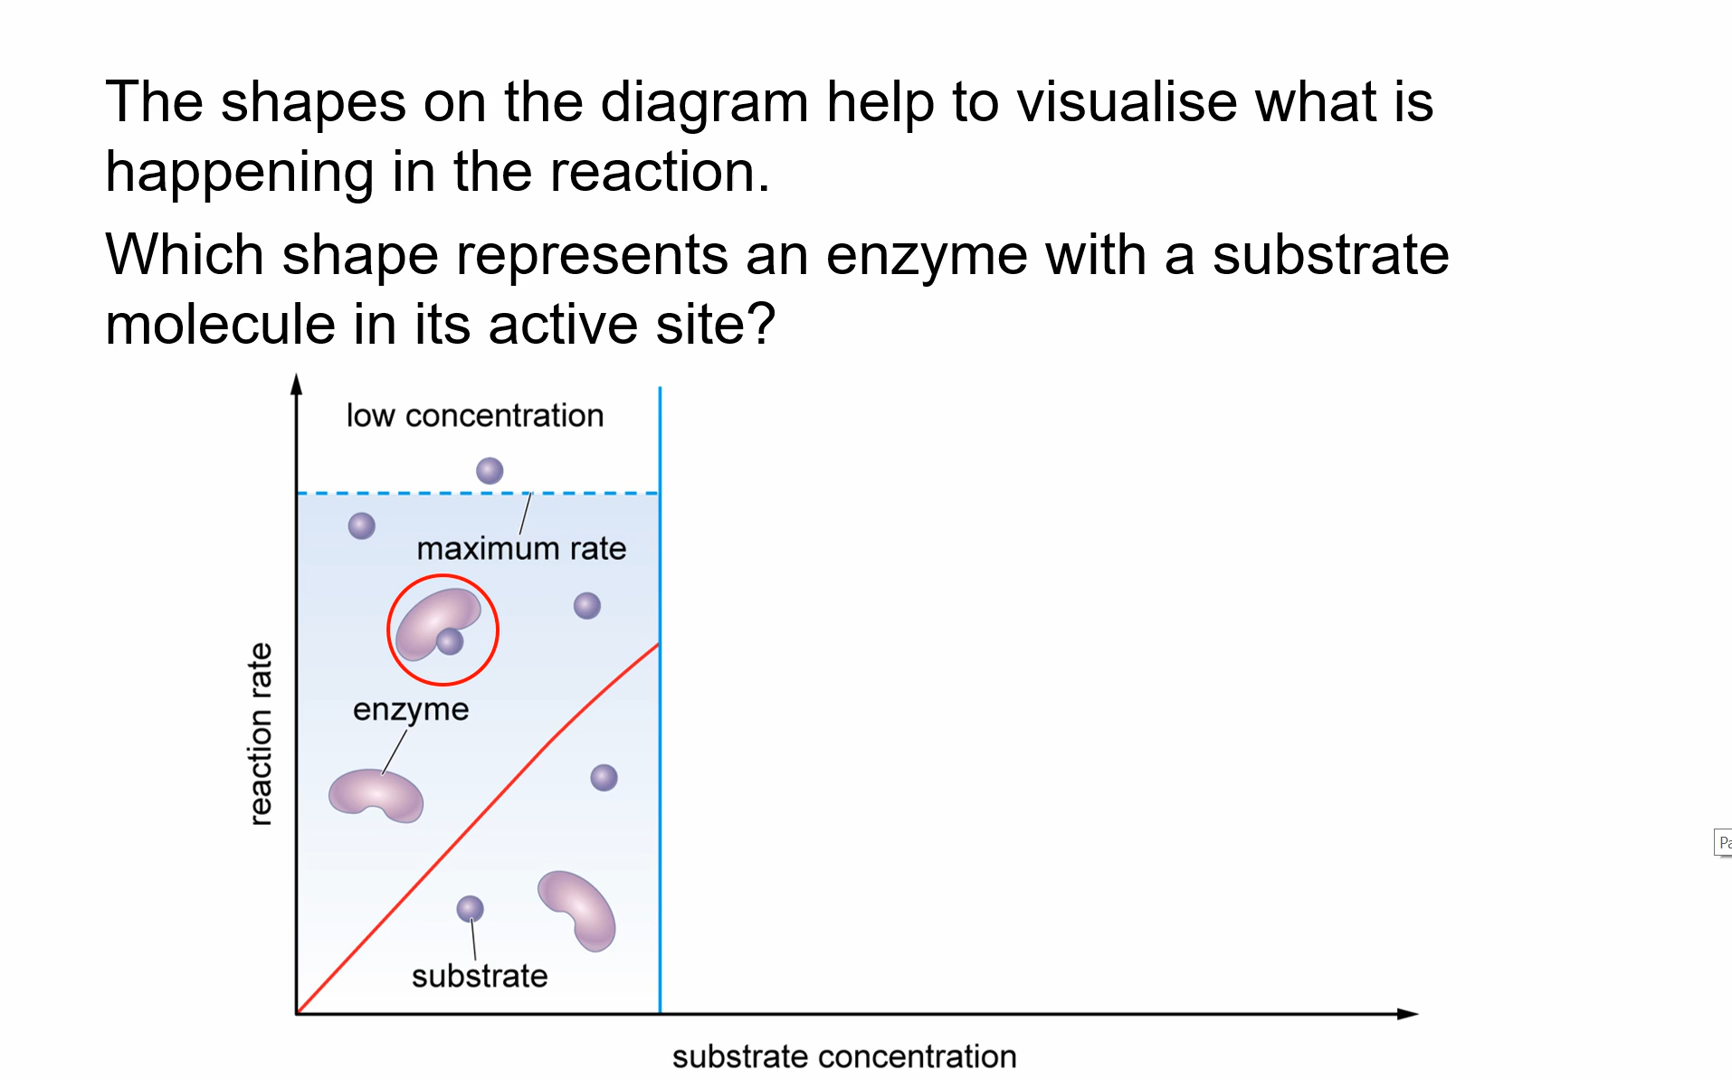 The shapes on the diagram help to visualise what is
happening in the reaction.
Which shape represents an enzyme with a substrate
molecule in its active site?
low concentration
maximum rate
enzyme
reaction rate
substrate
substrate concentration